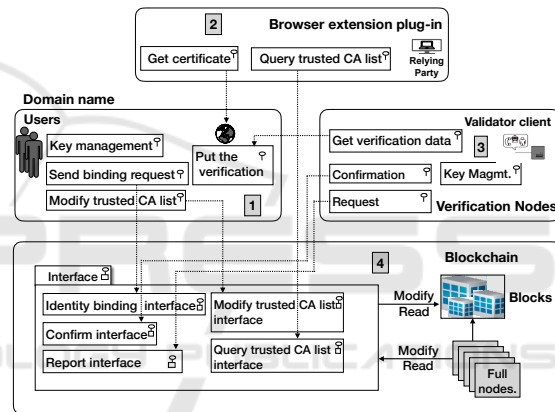 2
Browser extension plug-in
Get certificate
Query trusted CA list
Relying
Party
Domain name
Users
Key management
Send binding request
Modify trusted CA list
Put the
verification
1
Validator client
Get verification data
3
Confirmation
Key Magmt.
Request
Verification Nodes
4
Blockchain
Interface
Identity binding interface
Confirm interface
Report interface
Modify trusted CA list
interface
Query trusted CA list
interface
Modify
Read
Blocks
Modify
Read
Full
nodes.
PRESS
OLOGY PUBLICATIONS